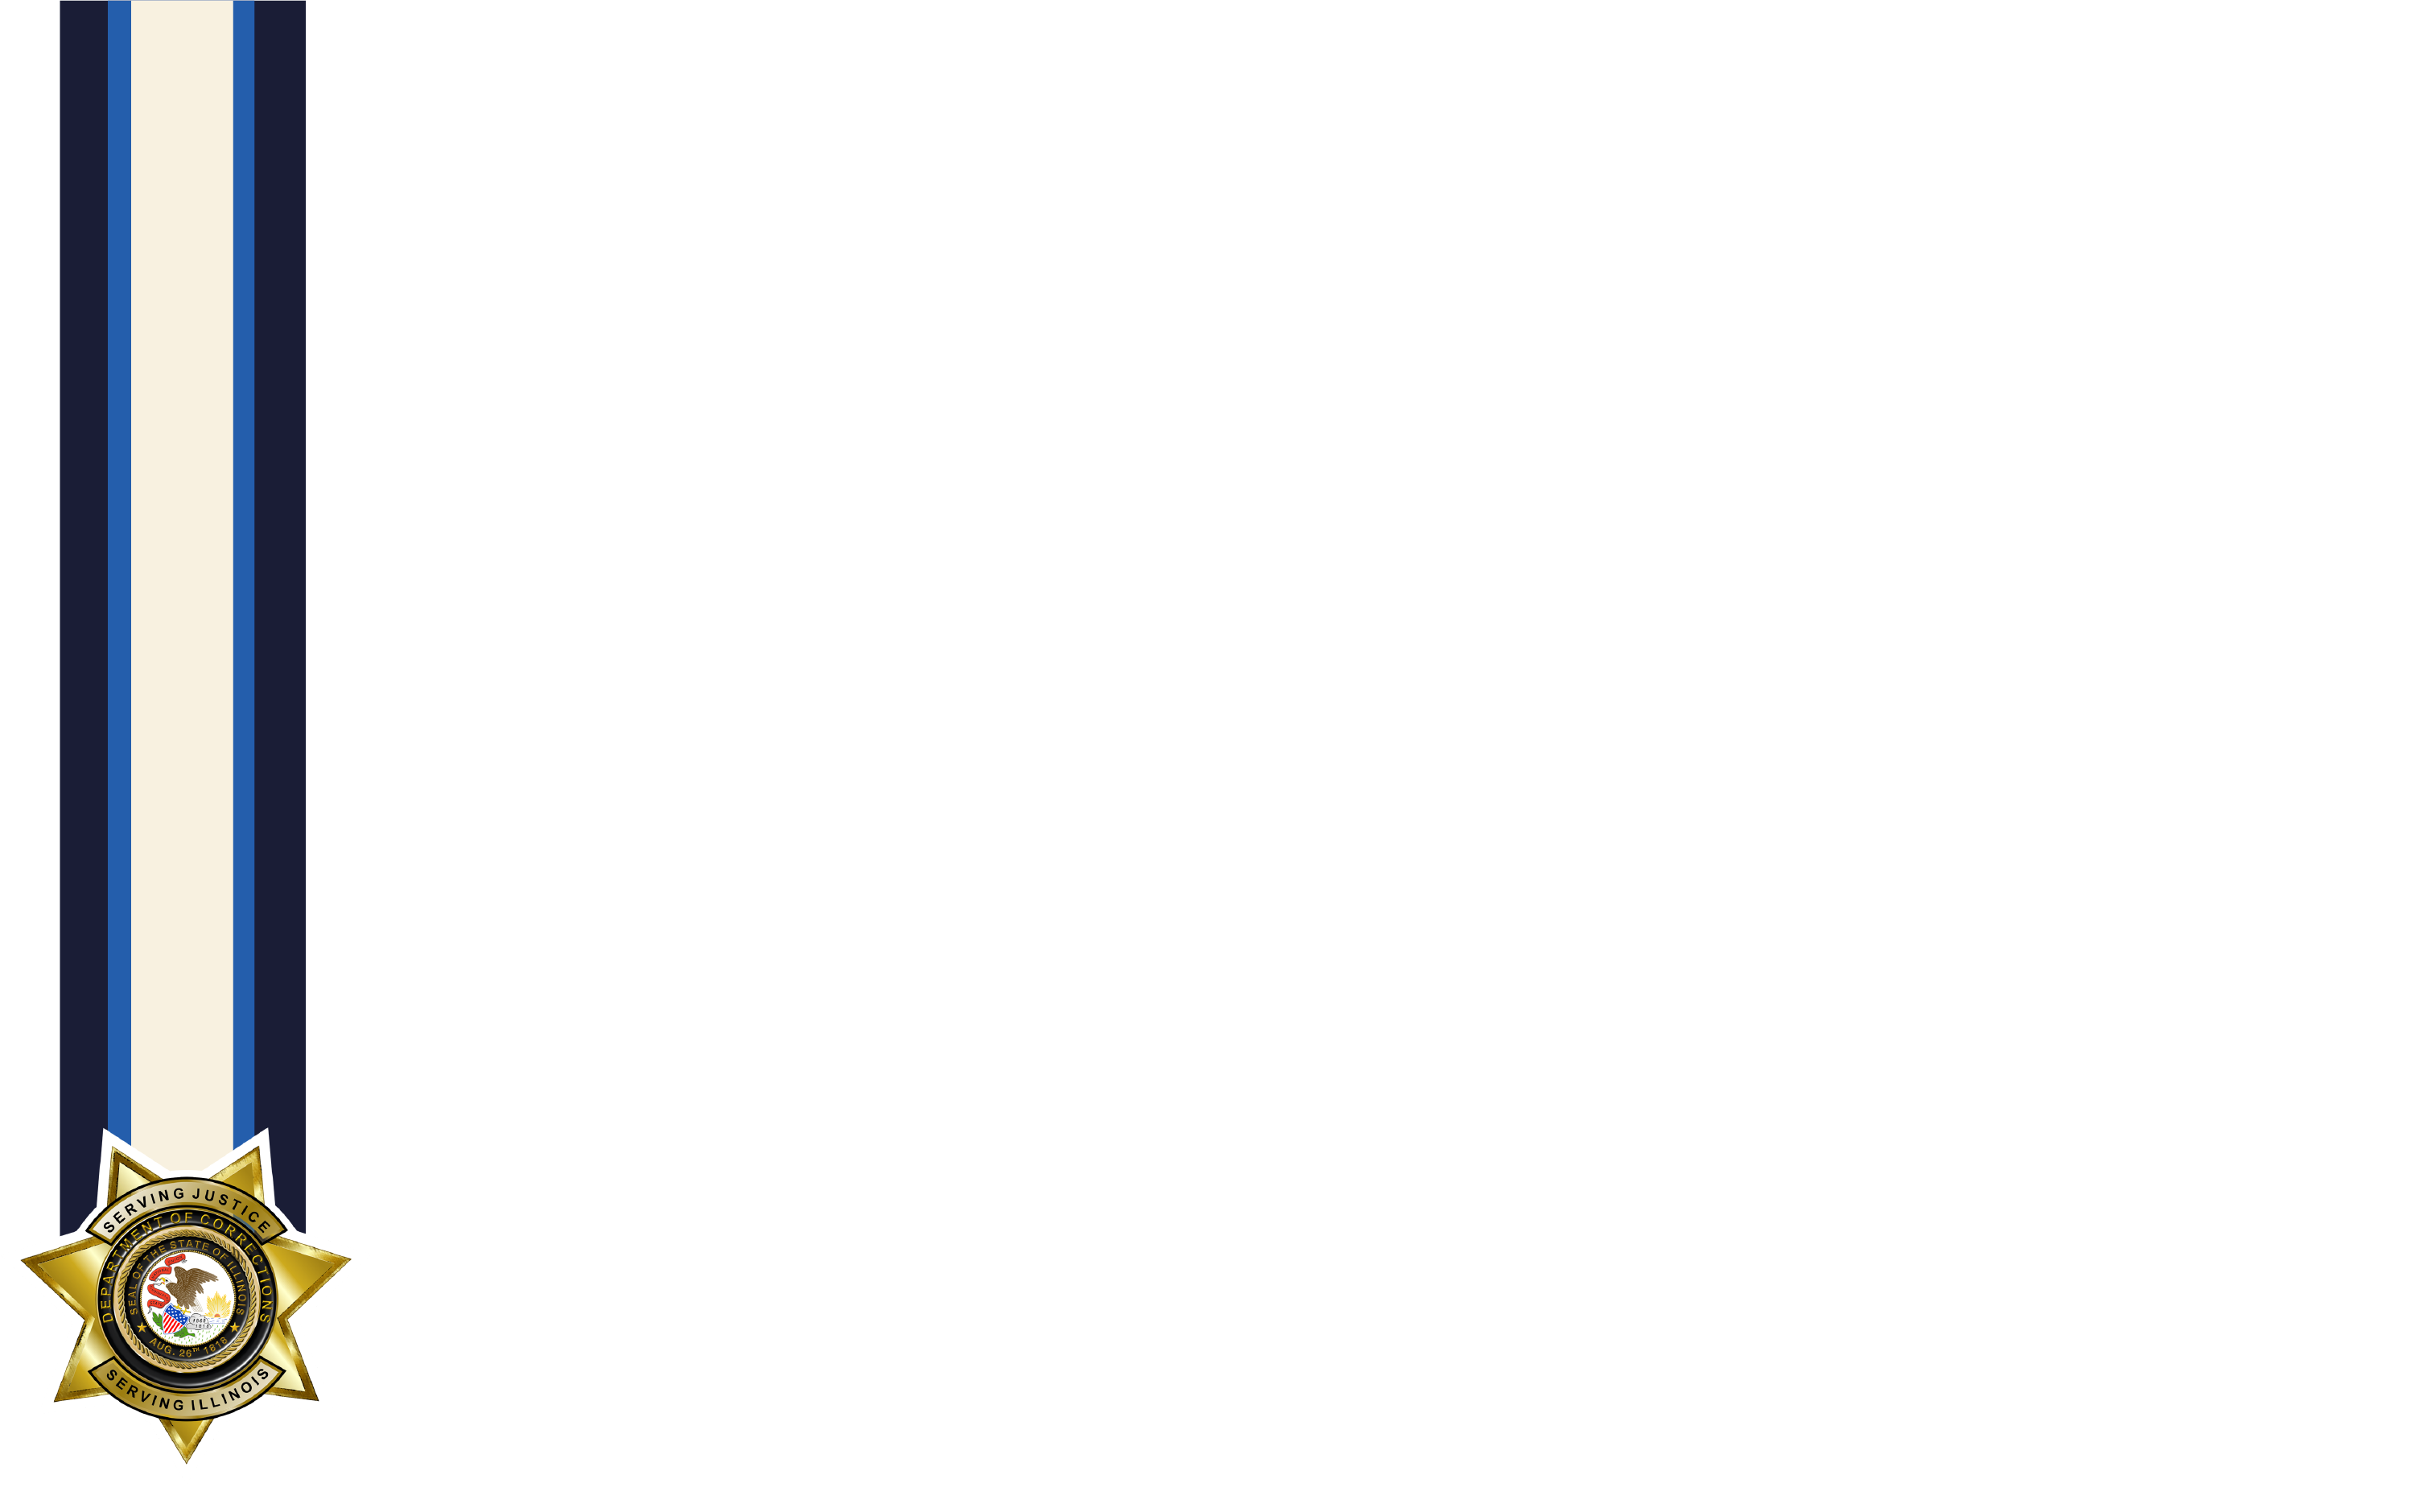 SERVING JUSTICE
DEPARTMENT OF CORRECTIONS
SEAL OF THE STATE OF ILLINOIS
AUG. 26TH 1818
SERVING ILLINOIS